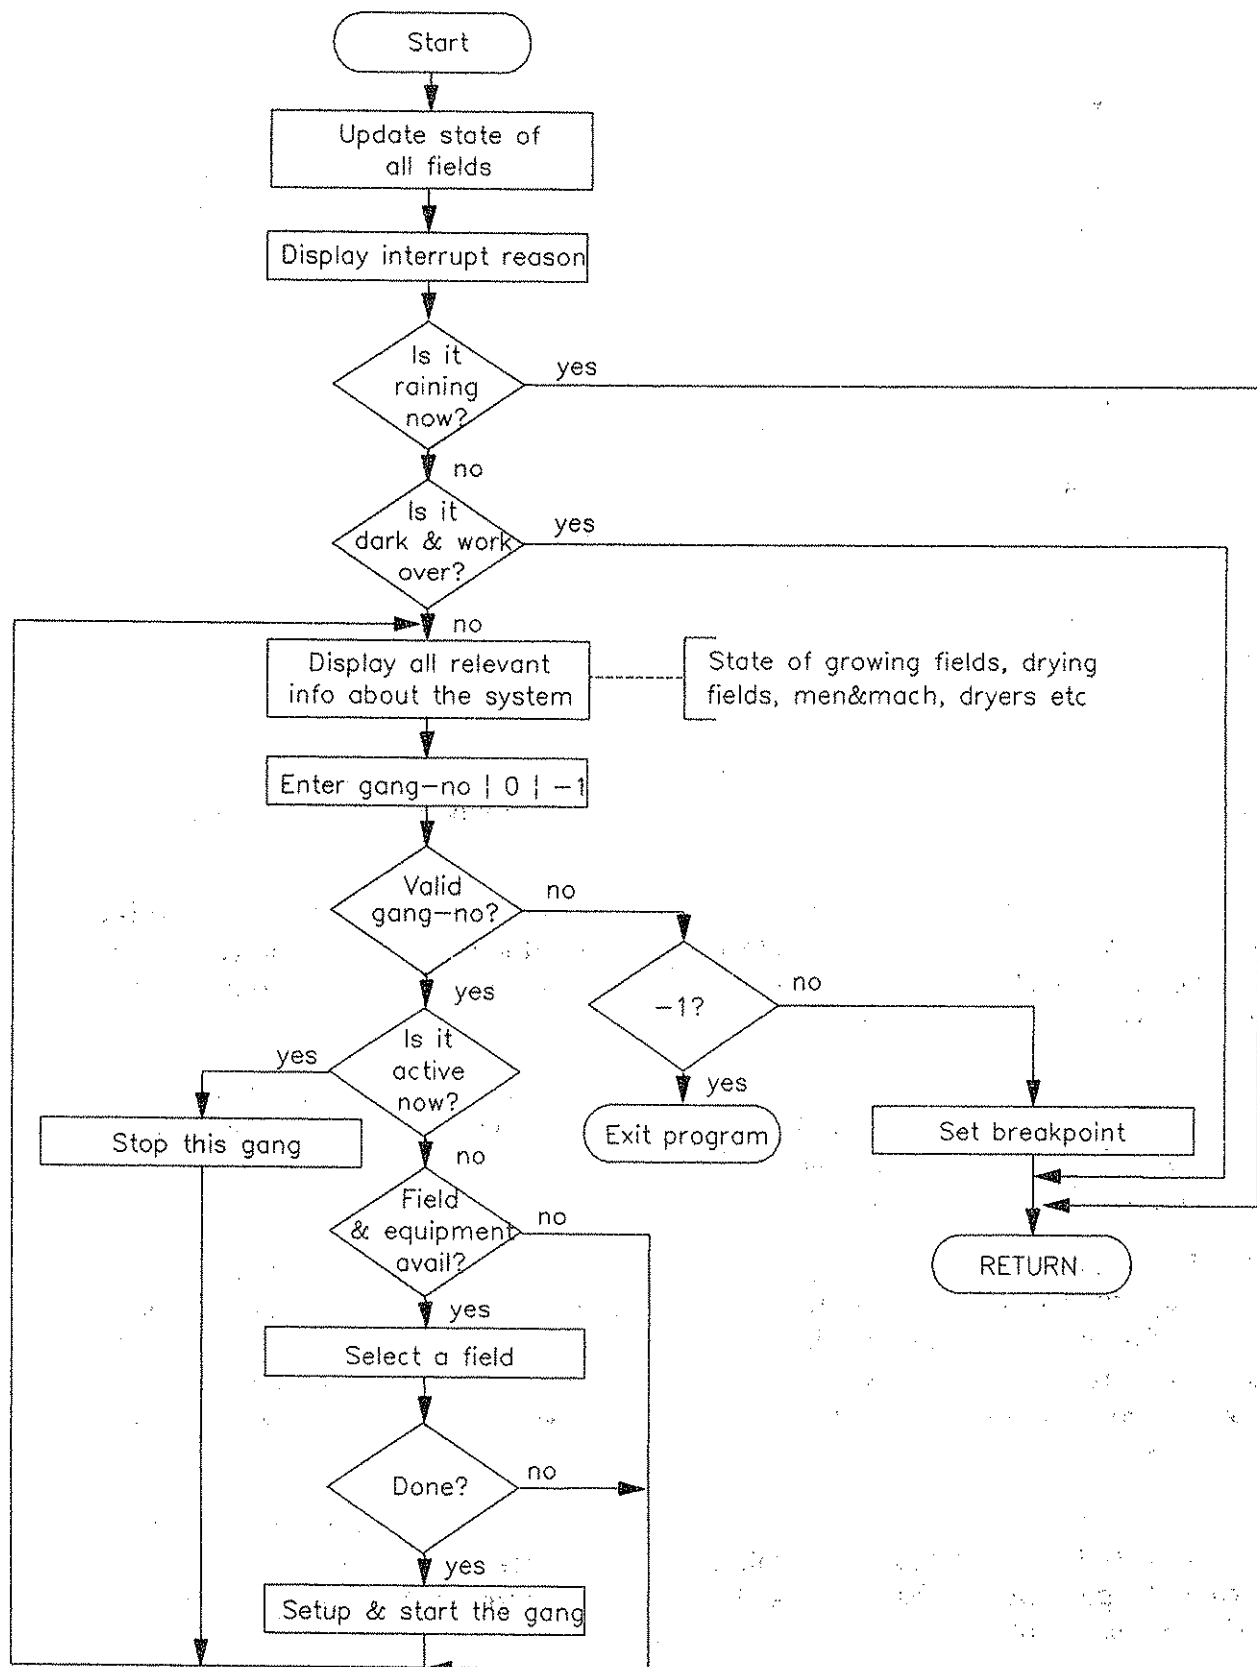 Start
Update state of
all fields
Display interrupt reason
Is it
raining
now?
yes
no
Is it
dark & work
over?
yes
no
Display all relevant
info about the system
State of growing fields, drying
fields, men&mach, dryers etc
Enter gang-no | 0 | -1
Valid
gang-no?
no
yes
-1?
no
yes
Is it
active
now?
yes
no
Stop this gang
Exit program
Set breakpoint
Field
& equipment
avail?
no
yes
RETURN
Select a field
Done?
no
yes
Setup & start the gang